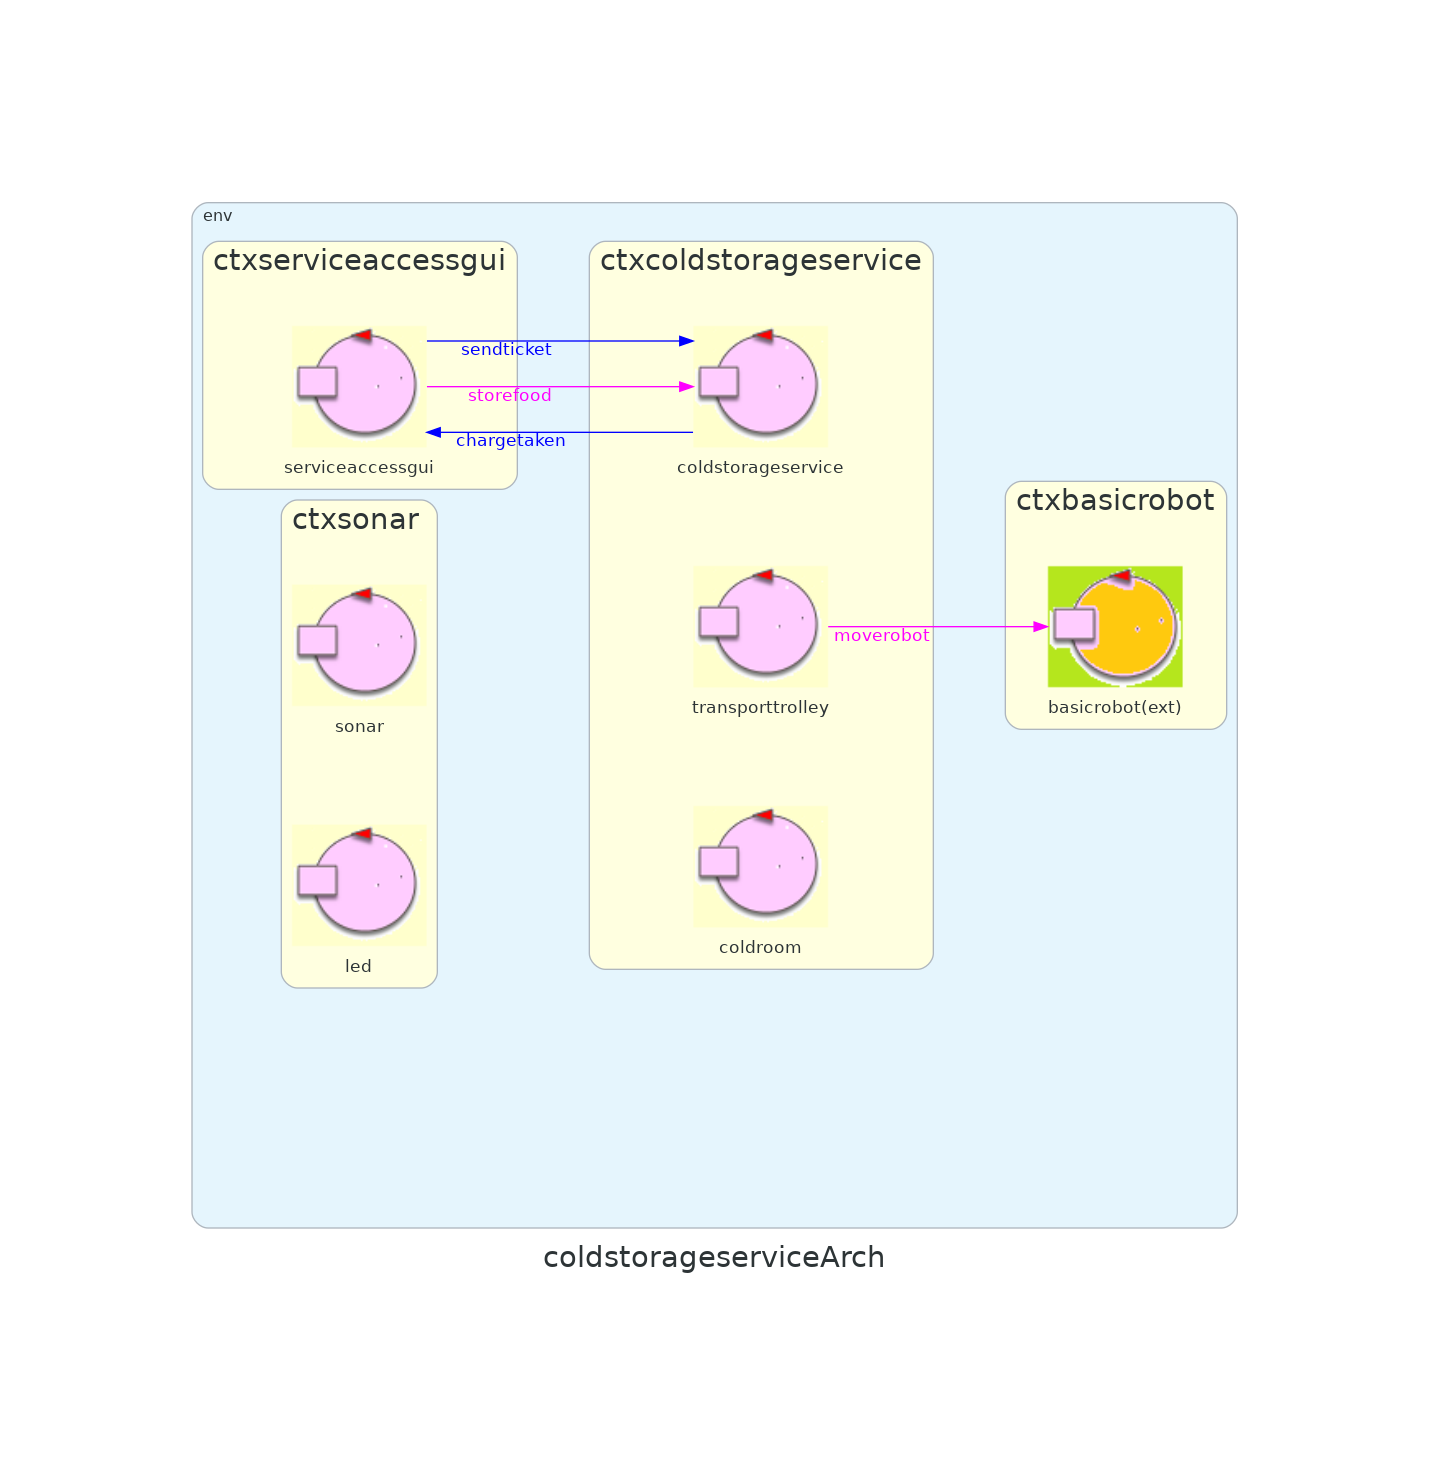 env
ctxserviceaccessgui
ctxcoldstorageservice
sendticket
storefood
chargetaken
serviceaccessgui
coldstorageservice
ctxbasicrobot
ctxsonar
moverobot
transporttrolley
basicrobot(ext)
sonar
coldroom
led
coldstorageserviceArch